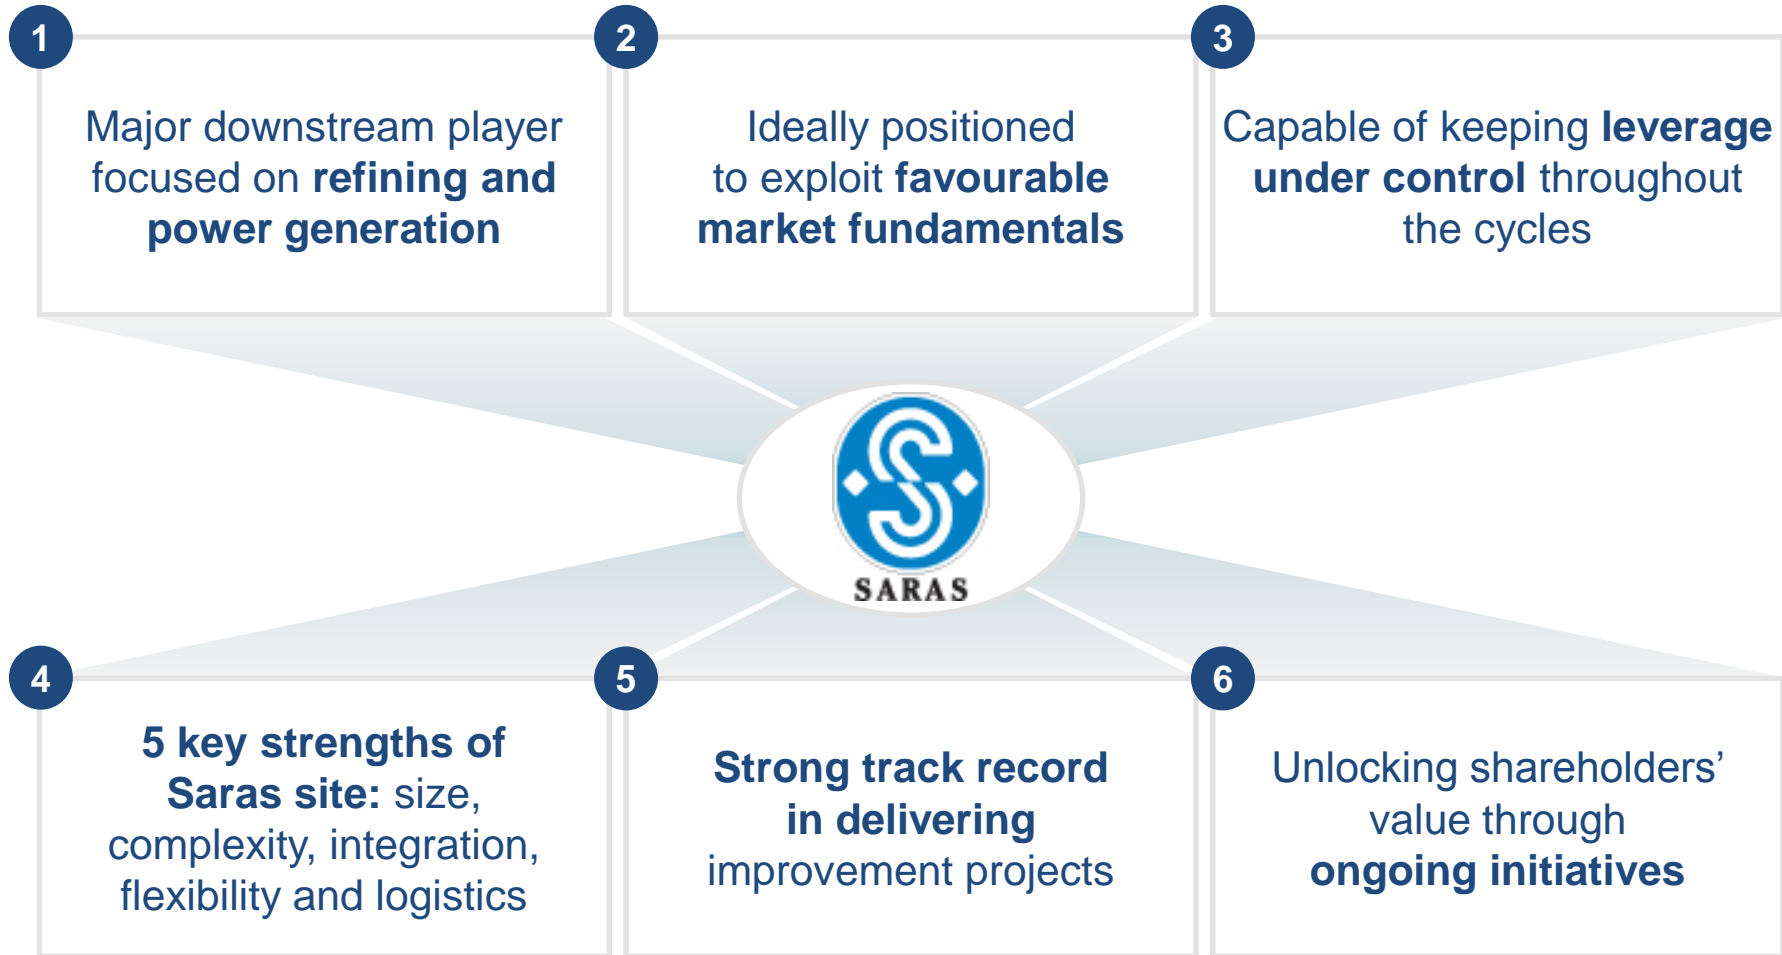 1
Major downstream player
focused on refining and
power generation
2
Ideally positioned
to exploit favourable
market fundamentals
3
Capable of keeping leverage
under control throughout
the cycles
SARAS
4
5 key strengths of
Saras site: size,
complexity, integration,
flexibility and logistics
5
Strong track record
in delivering
improvement projects
6
Unlocking shareholders’
value through
ongoing initiatives